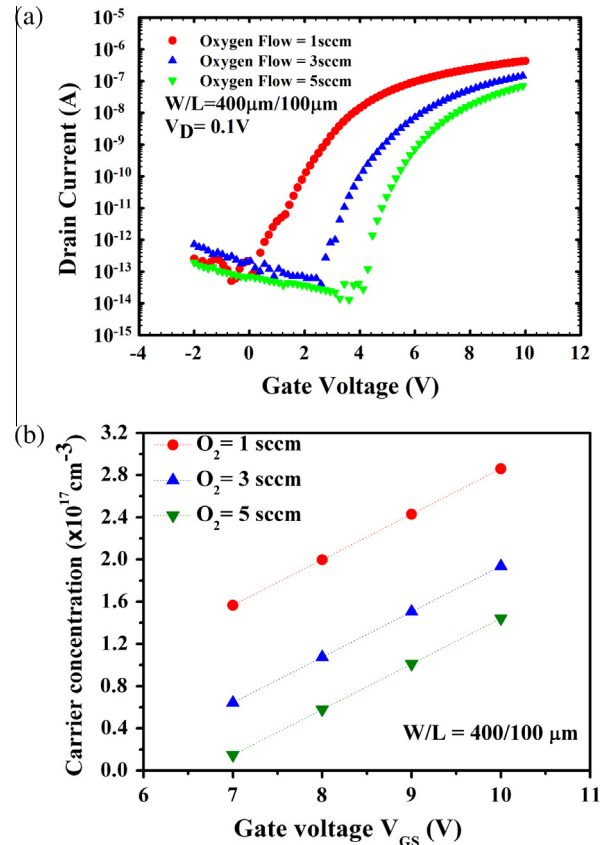 (a)
10⁻⁵
10⁻⁶
10⁻⁷
10⁻⁸
10⁻⁹
10⁻¹⁰
10⁻¹¹
10⁻¹²
10⁻¹³
10⁻¹⁴
10⁻¹⁵
Drain Current (A)
Oxygen Flow = 1sccm
Oxygen Flow = 3sccm
Oxygen Flow = 5sccm
W/L=400μm/100μm
V_D= 0.1V
-4 -2 0 2 4 6 8 10 12
Gate Voltage (V)
(b)
3.2
2.8
2.4
2.0
1.6
1.2
0.8
0.4
0.0
Carrier concentration (x10¹⁷cm⁻³)
O₂= 1 sccm
O₂= 3 sccm
O₂= 5 sccm
W/L = 400/100 μm
6 7 8 9 10 11
Gate voltage V_GS (V)